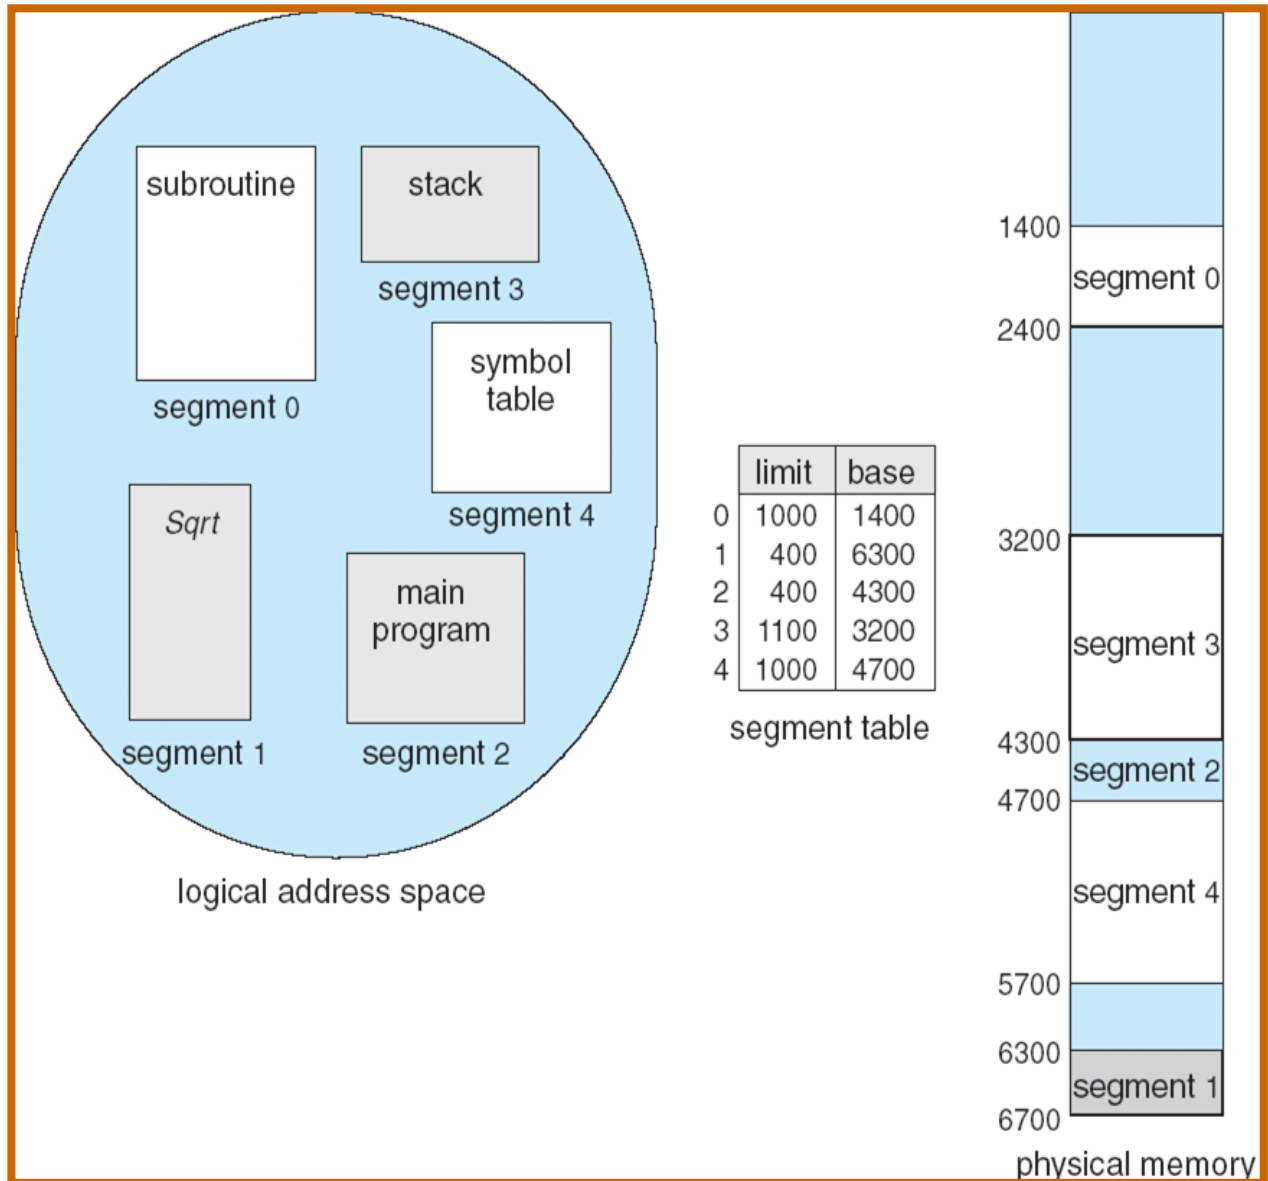 subroutine
segment 0
stack
segment 3
symbol
table
segment 4
Sqrt
segment 1
main
program
segment 2
logical address space
limit base
0 1000 1400
1 400 6300
2 400 4300
3 1100 3200
4 1000 4700
segment table
1400
segment 0
2400
3200
segment 3
4300
segment 2
4700
segment 4
5700
6300
segment 1
6700
physical memory